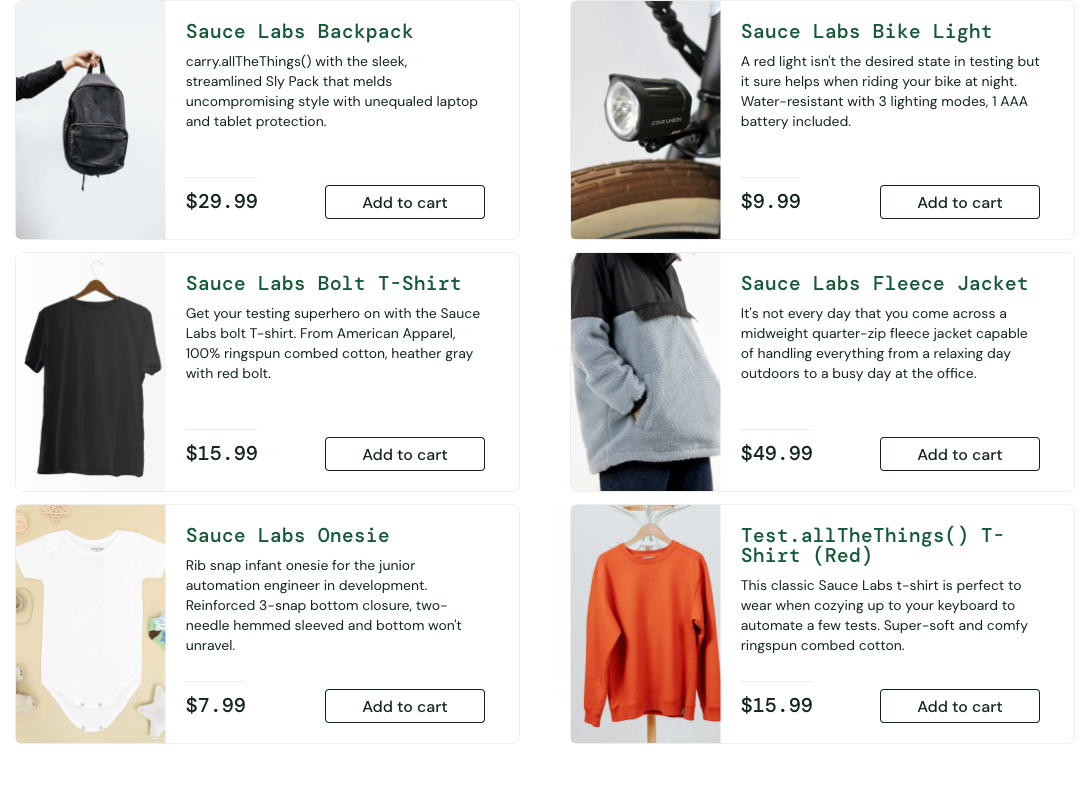 Sauce Labs Backpack
carry.allTheThings() with the sleek,
streamlined Sly Pack that melds
uncompromising style with unequaled laptop
and tablet protection.
$29.99
Add to cart
Sauce Labs Bike Light
A red light isn't the desired state in testing but
it sure helps when riding your bike at night.
Water-resistant with 3 lighting modes, 1 AAA
battery included.
STAR UNION
$9.99
Add to cart
Sauce Labs Bolt T-Shirt
Get your testing superhero on with the Sauce
Labs bolt T-shirt. From American Apparel,
100% ringspun combed cotton, heather gray
with red bolt.
$15.99
Add to cart
Sauce Labs Fleece Jacket
It's not every day that you come across a
midweight quarter-zip fleece jacket capable
of handling everything from a relaxing day
outdoors to a busy day at the office.
$49.99
Add to cart
Sauce Labs Onesie
Rib snap infant onesie for the junior
automation engineer in development.
Reinforced 3-snap bottom closure, two-
needle hemmed sleeved and bottom won't
unravel.
$7.99
Add to cart
Test.allTheThings() T-
Shirt (Red)
This classic Sauce Labs t-shirt is perfect to
wear when cozying up to your keyboard to
automate a few tests. Super-soft and comfy
ringspun combed cotton.
$15.99
Add to cart